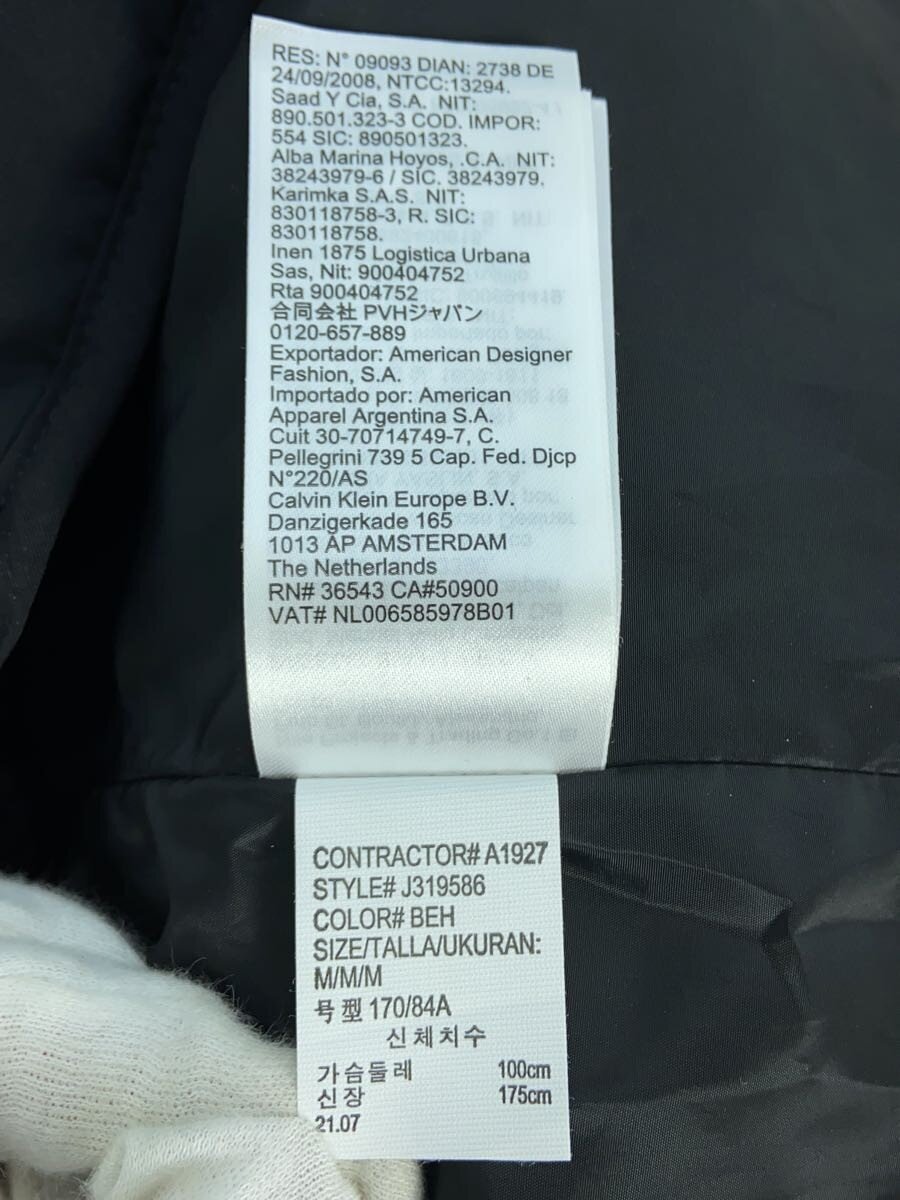 RES: N° 09093 DIAN: 2738 DE
24/09/2008, NTCC:13294.
Saad Y Cia, S.A. NIT:
890.501.323-3 COD. IMPOR:
554 SIC: 890501323.
Alba Marina Hoyos, .C.A. NIT:
38243979-6 / SIC. 38243979.
Karimka S.A.S. NIT:
830118758-3, R. SIC:
830118758.
Inen 1875 Logistica Urbana
Sas, Nit: 900404752
Rta 900404752
合同会社 PVHジャパン
0120-657-889
Exportador: American Designer
Fashion, S.A.
Importado por: American
Apparel Argentina S.A.
Cuit 30-70714749-7, C.
Pellegrini 739 5 Cap. Fed. Djcp
N°220/AS
Calvin Klein Europe B.V.
Danzigerkade 165
1013 AP AMSTERDAM
The Netherlands
RN# 36543 CA#50900
VAT# NL006585978B01
CONTRACTOR# A1927
STYLE# J319586
COLOR# BEH
SIZE/TALLA/UKURAN:
M/M/M
号型 170/84A
신체치수
가슴둘레 100cm
신장 175cm
21.07